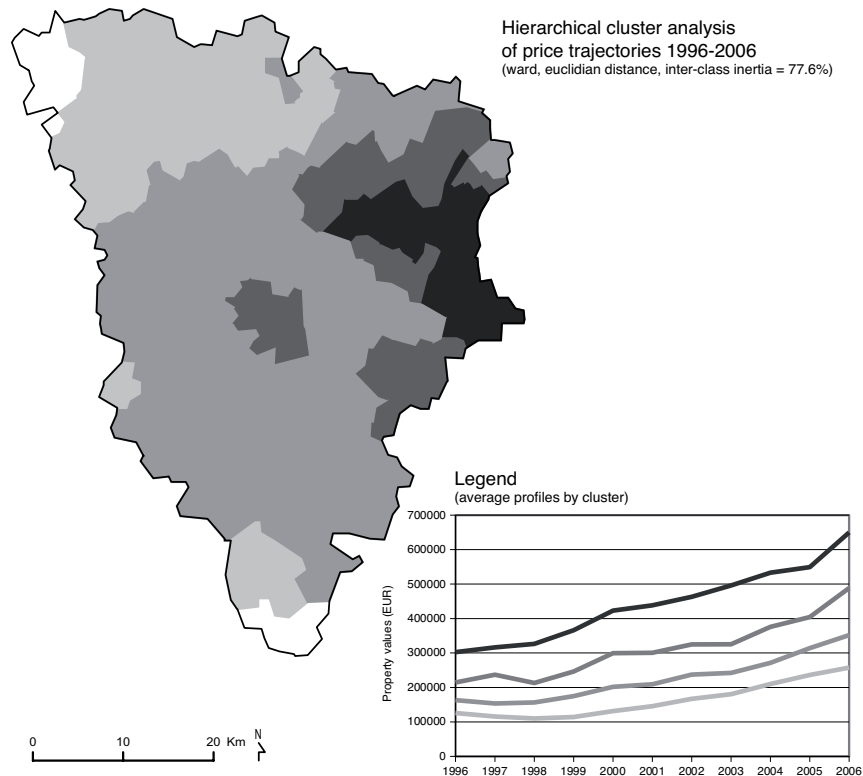 Hierarchical cluster analysis
of price trajectories 1996-2006
(ward, euclidian distance, inter-class inertia = 77.6%)
Legend
(average profiles by cluster)
Property values (EUR)
700000
600000
500000
400000
300000
200000
100000
0
1996 1997 1998 1999 2000 2001 2002 2003 2004 2005 2006
0 10 20 Km N